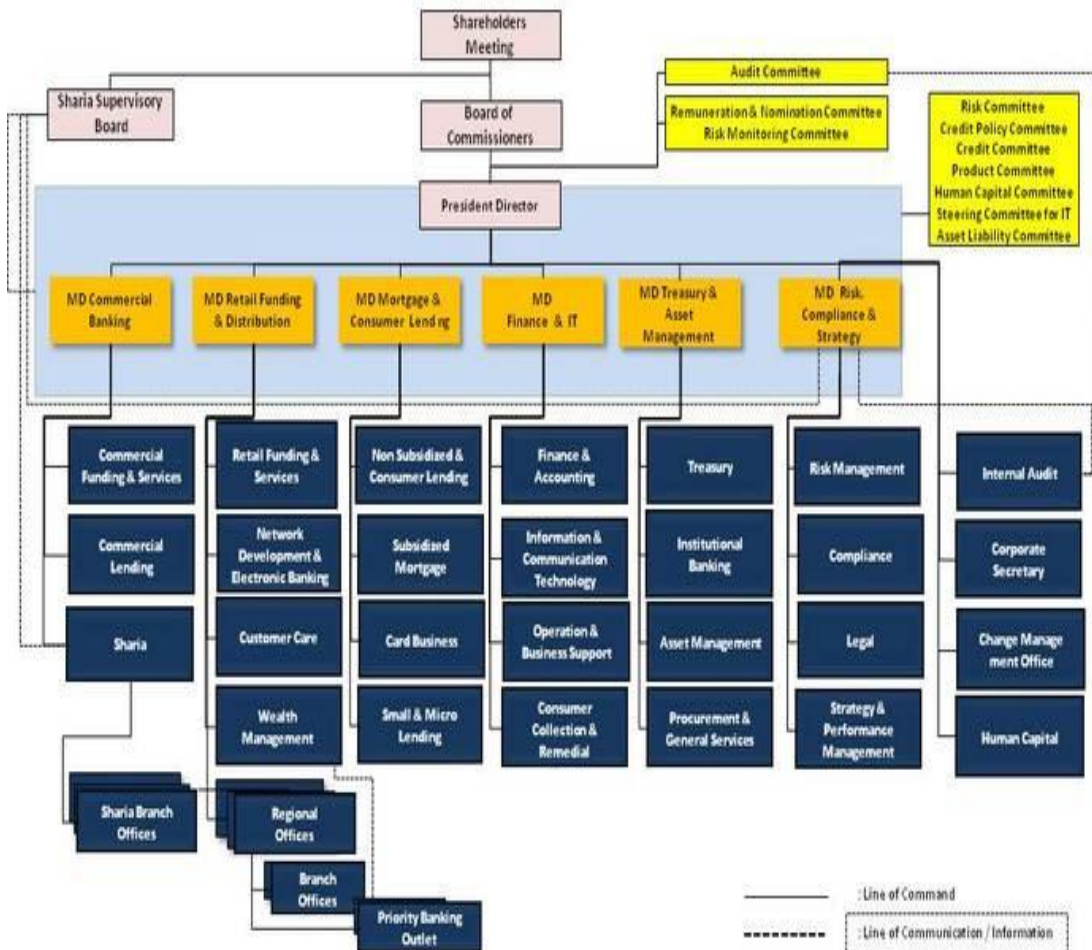 Shareholders
Meeting
Audit Committee
Sharia Supervisory
Board
Board of
Commissioners
Remuneration & Nomination Committee
Risk Monitoring Committee
Risk Committee
Credit Policy Committee
Credit Committee
Product Committee
Human Capital Committee
Steering Committee for IT
Asset Liability Committee
President Director
MD Commercial
Banking
MD Retail Funding
& Distribution
MD Mortgage &
Consumer Lending
MD
Finance & IT
MD Treasury &
Asset
Management
MD Risk,
Compliance &
Strategy
Commercial
Funding & Services
Retail Funding &
Services
Non Subsidized &
Consumer Lending
Finance &
Accounting
Treasury
Risk Management
Internal Audit
Commercial
Lending
Network
Development &
Electronic Banking
Subsidized
Mortgage
Information &
Communication
Technology
Institutional
Banking
Compliance
Corporate
Secretary
Sharia
Customer Care
Card Business
Operation &
Business Support
Asset Management
Legal
Change Manage
ment Office
Wealth
Management
Small & Micro
Lending
Consumer
Collection &
Remedial
Procurement &
General Services
Strategy &
Performance
Management
Human Capital
Sharia Branch
Offices
Regional
Offices
Branch
Offices
Priority Banking
Outlet
: Line of Command
: Line of Communication / Information